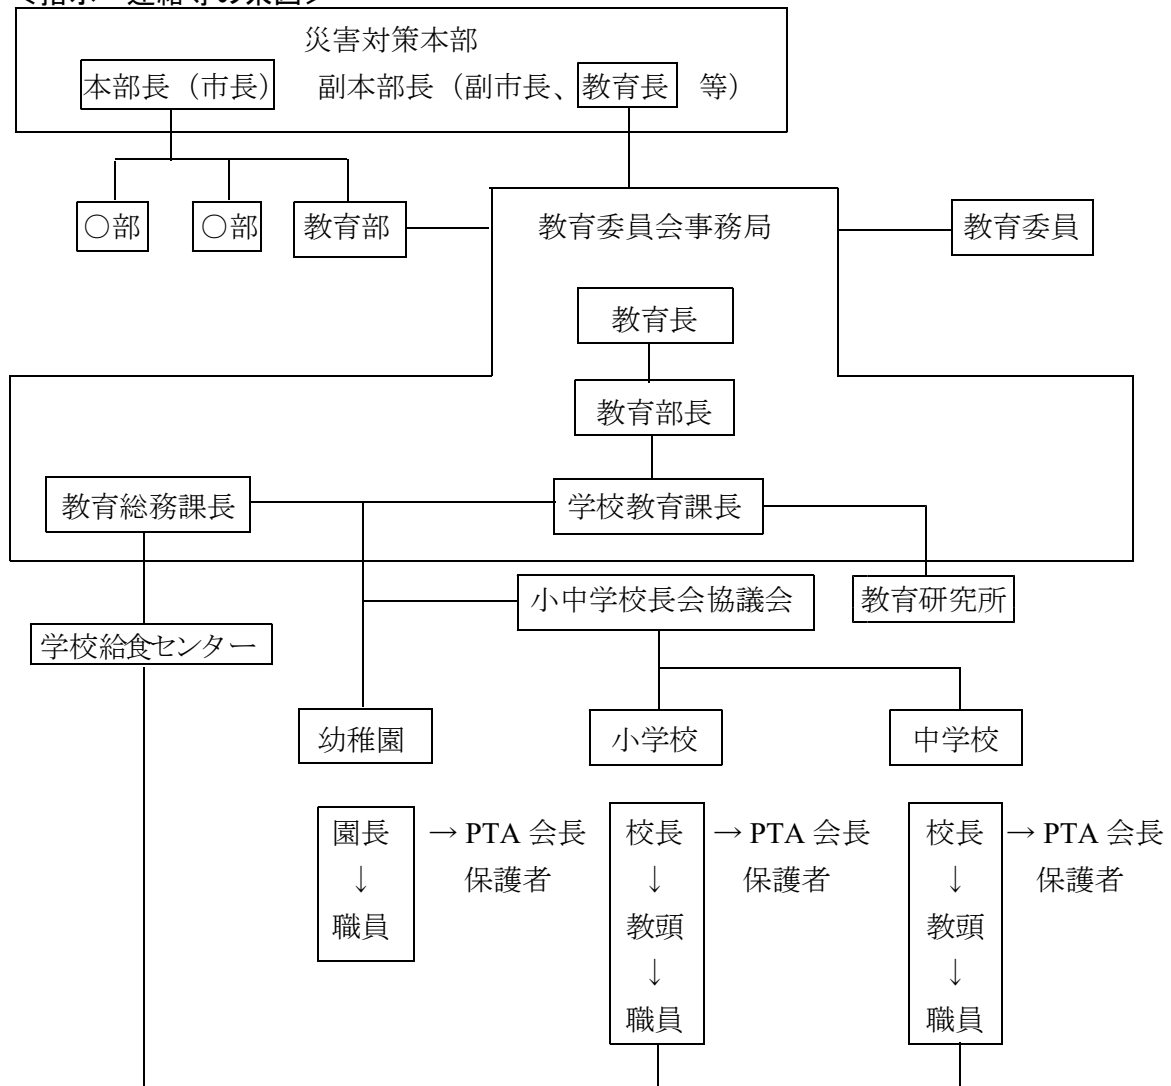 災害対策本部
本部長（市長） 副本部長（副市長、教育長 等）
○部 ○部 教育部 教育委員会事務局 教育委員
教育長
教育部長
教育総務課長 学校教育課長
小中学校長会協議会 教育研究所
学校給食センター
幼稚園 小学校 中学校
園長 → PTA 会長 校長 → PTA 会長 校長 → PTA 会長
↓ 保護者 ↓ 保護者 ↓ 保護者
職員 教頭 教頭
↓ ↓
職員 職員